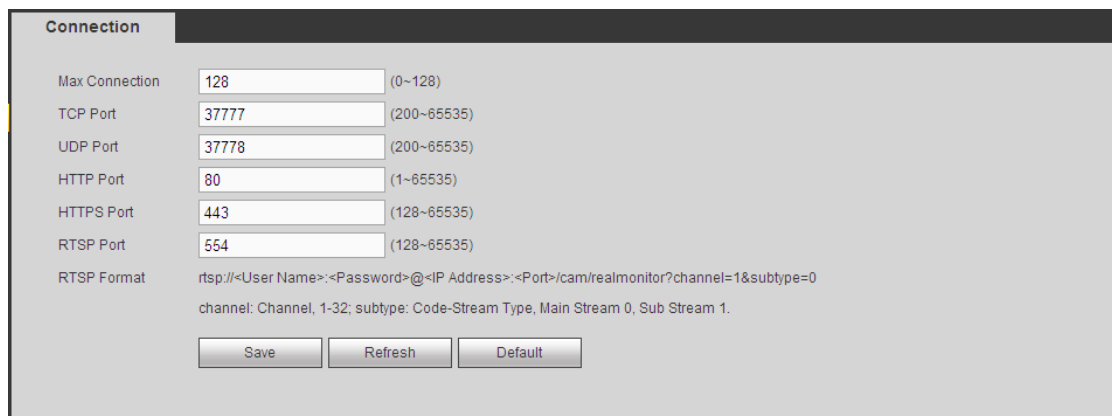 Connection
Max Connection 128 (0~128)
TCP Port 37777 (200~65535)
UDP Port 37778 (200~65535)
HTTP Port 80 (1~65535)
HTTPS Port 443 (128~65535)
RTSP Port 554 (128~65535)
RTSP Format rtsp://<User Name>:<Password>@<IP Address>:<Port>/cam/realmonitor?channel=1&subtype=0
channel: Channel, 1-32; subtype: Code-Stream Type, Main Stream 0, Sub Stream 1.
Save Refresh Default